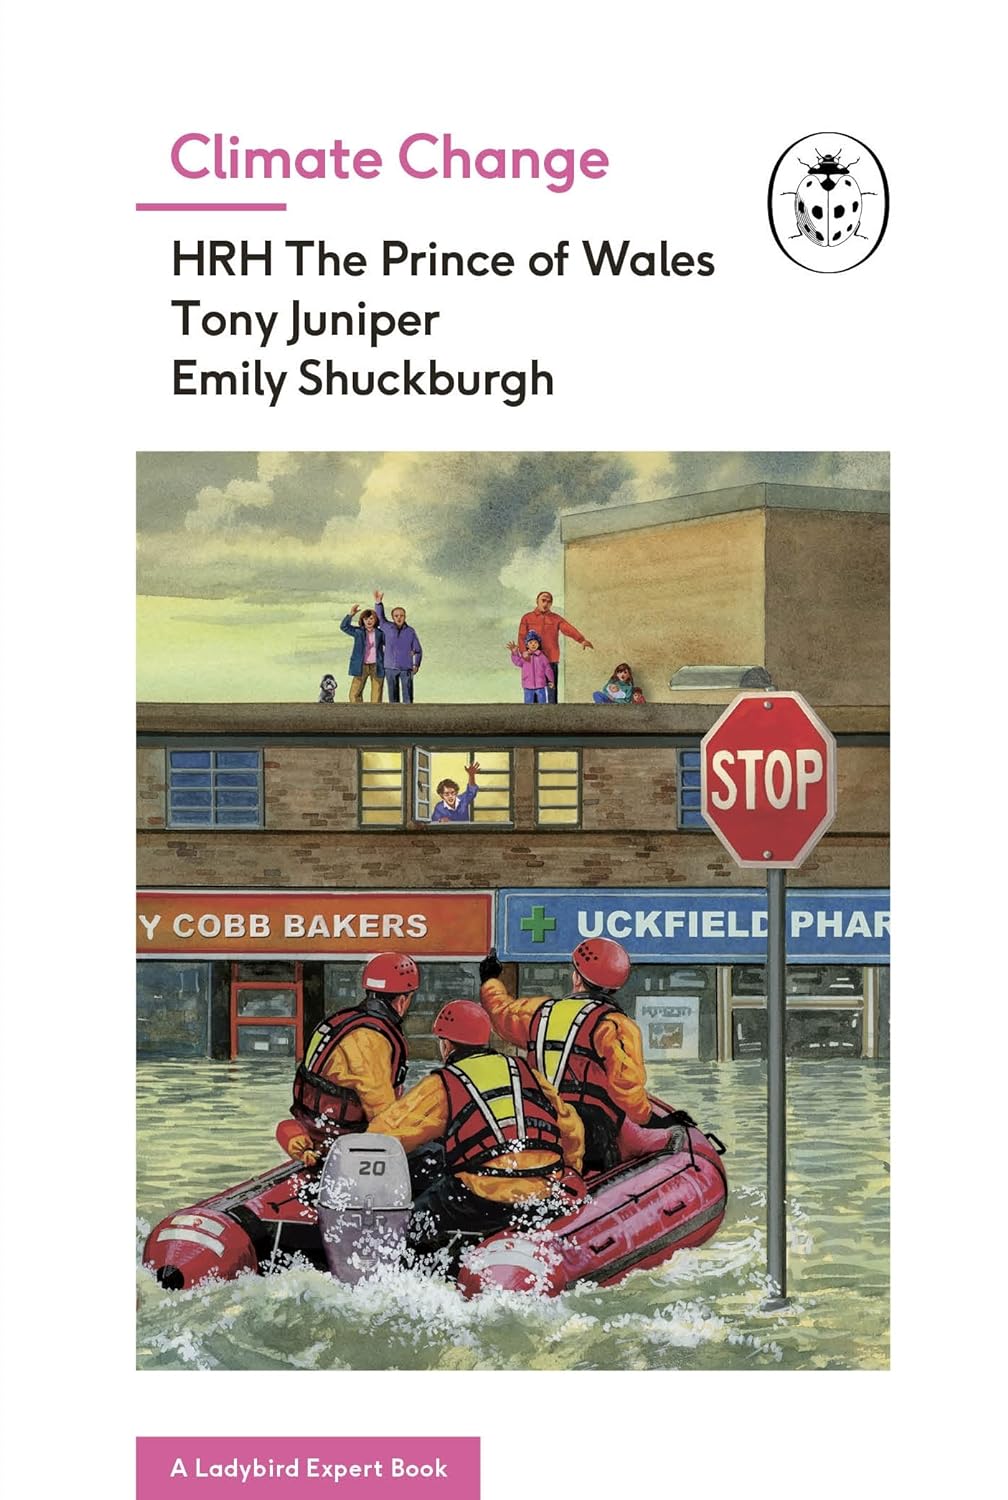 Climate Change
HRH The Prince of Wales
Tony Juniper
Emily Shuckburgh
STOP
Y COBB BAKERS
UCKFIELD PHAR
20
A Ladybird Expert Book